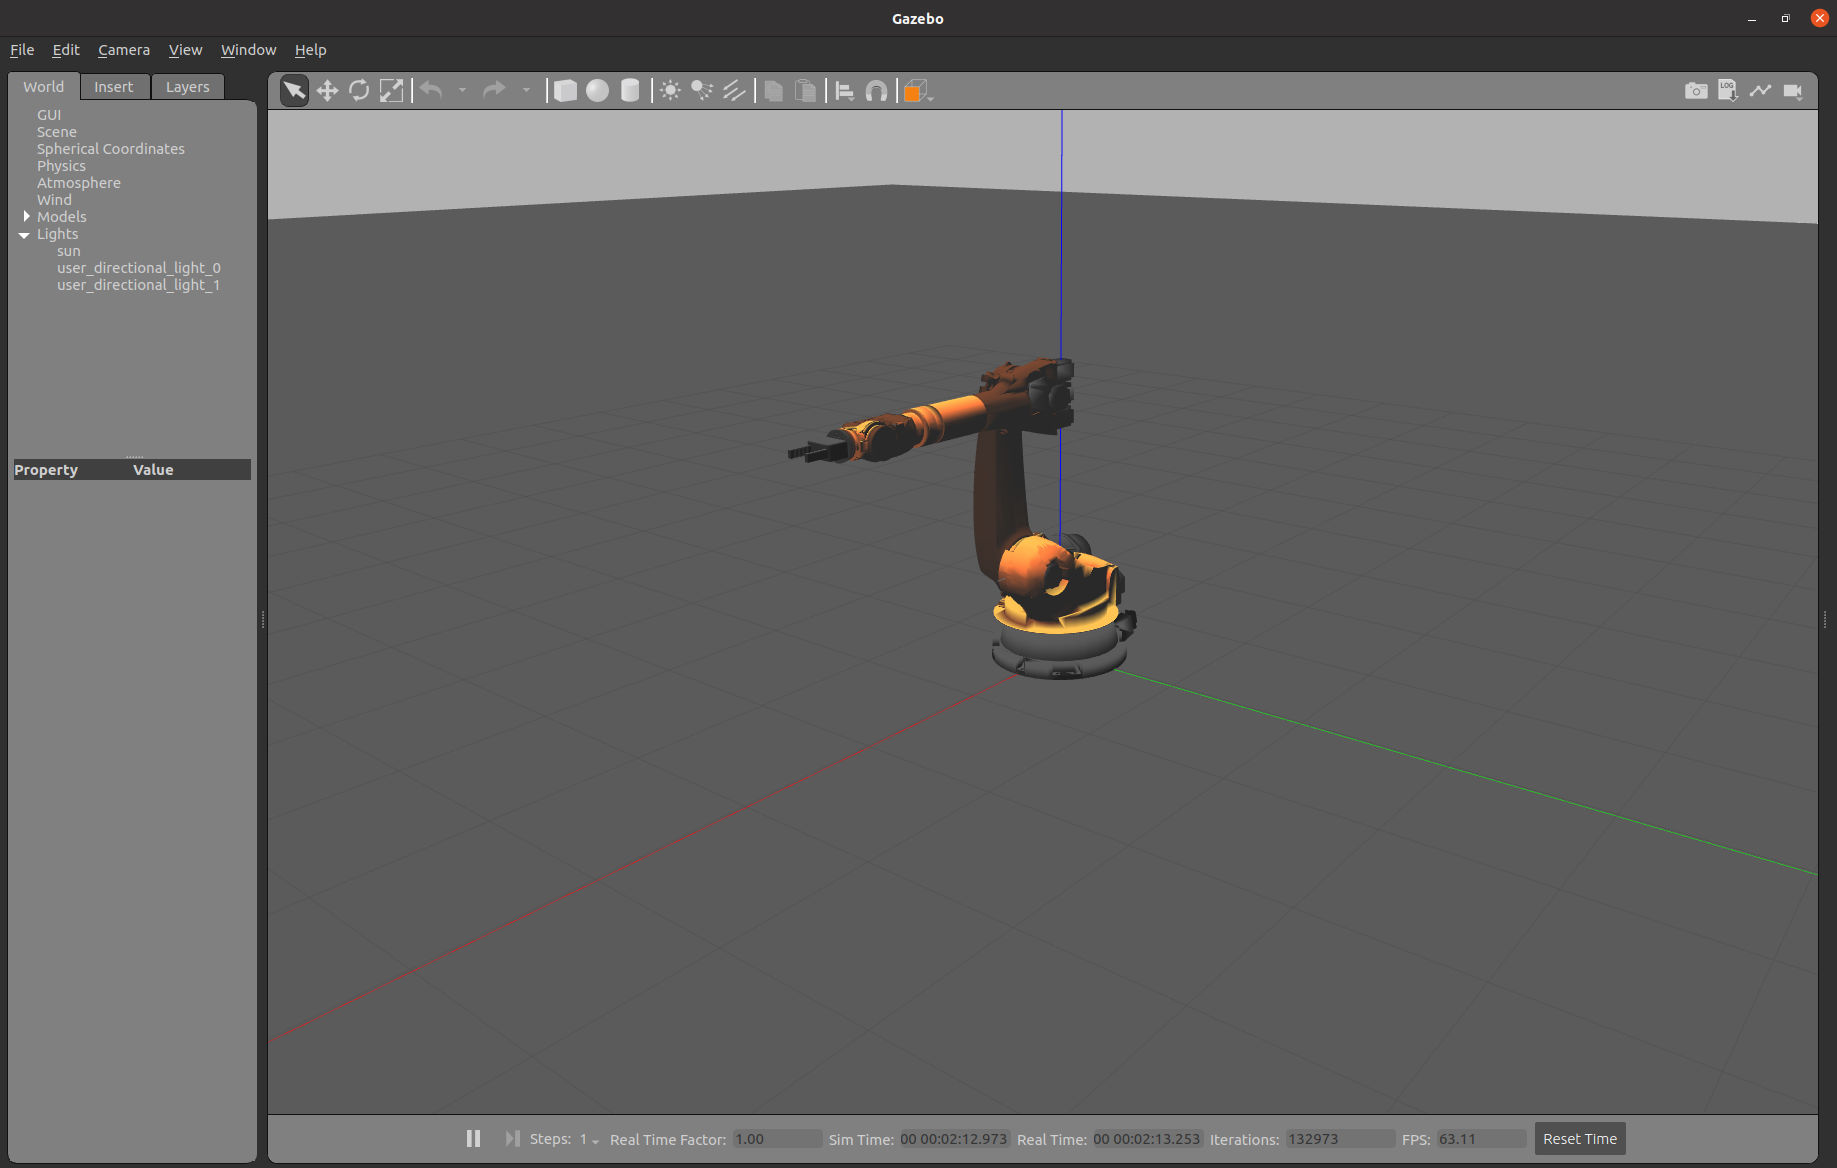 Gazebo
File Edit Camera View Window Help
World Insert Layers
LOG
GUI
Scene
Spherical Coordinates
Physics
Atmosphere
Wind
Models
Lights
sun
user_directional_light_0
user_directional_light_1
Property Value
Steps: 1 Real Time Factor: 1.00 Sim Time: 00 00:02:12.973 Real Time: 00 00:02:13.253 Iterations: 132973 FPS: 63.11 Reset Time